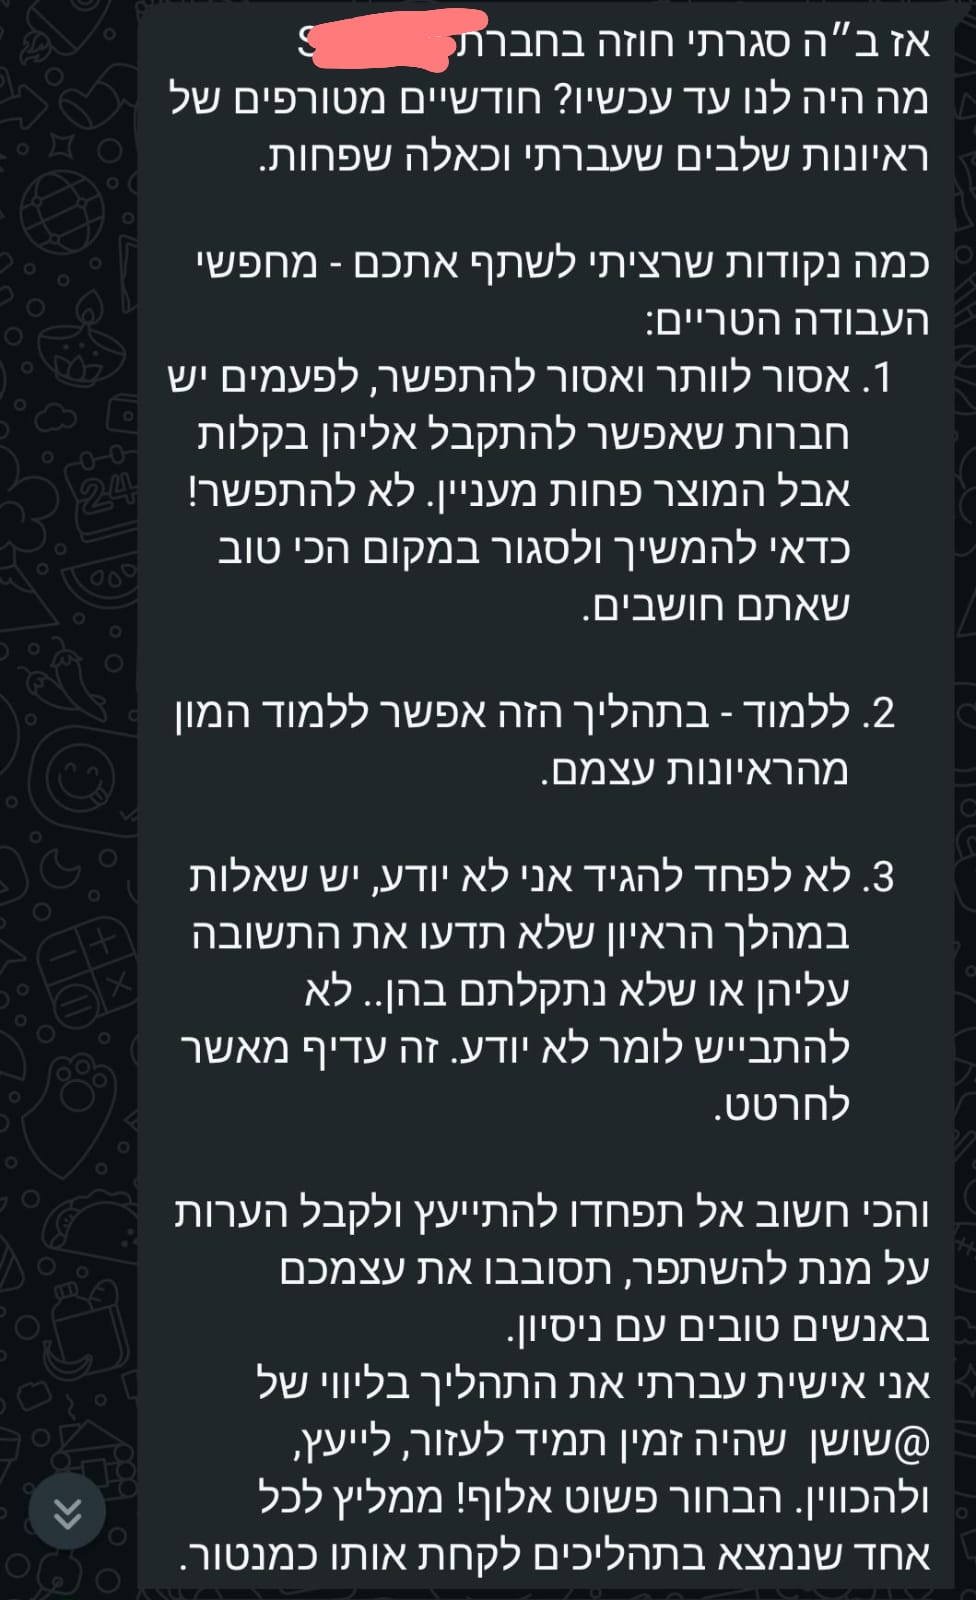 אז ב״ה סגרתי חוזה בחברת S
מה היה לנו עד עכשיו? חודשיים מטורפים של
ראיונות שלבים שעברתי וכאלה שפחות.
כמה נקודות שרציתי לשתף אתכם - מחפשי
העבודה הטריים:
1. אסור לוותר ואסור להתפשר, לפעמים יש
חברות שאפשר להתקבל אליהן בקלות
אבל המוצר פחות מעניין. לא להתפשר!
כדאי להמשיך ולסגור במקום הכי טוב
שאתם חושבים.
2. ללמוד - בתהליך הזה אפשר ללמוד המון
מהראיונות עצמם.
3. לא לפחד להגיד אני לא יודע, יש שאלות
במהלך הראיון שלא תדעו את התשובה
עליהן או שלא נתקלתם בהן.. לא
להתבייש לומר לא יודע. זה עדיף מאשר
לחרטט.
והכי חשוב אל תפחדו להתייעץ ולקבל הערות
על מנת להשתפר, תסובבו את עצמכם
באנשים טובים עם ניסיון.
אני אישית עברתי את התהליך בליווי של
@שושן שהיה זמין תמיד לעזור, לייעץ,
ולהכווין. הבחור פשוט אלוף! ממליץ לכל
אחד שנמצא בתהליכים לקחת אותו כמנטור.